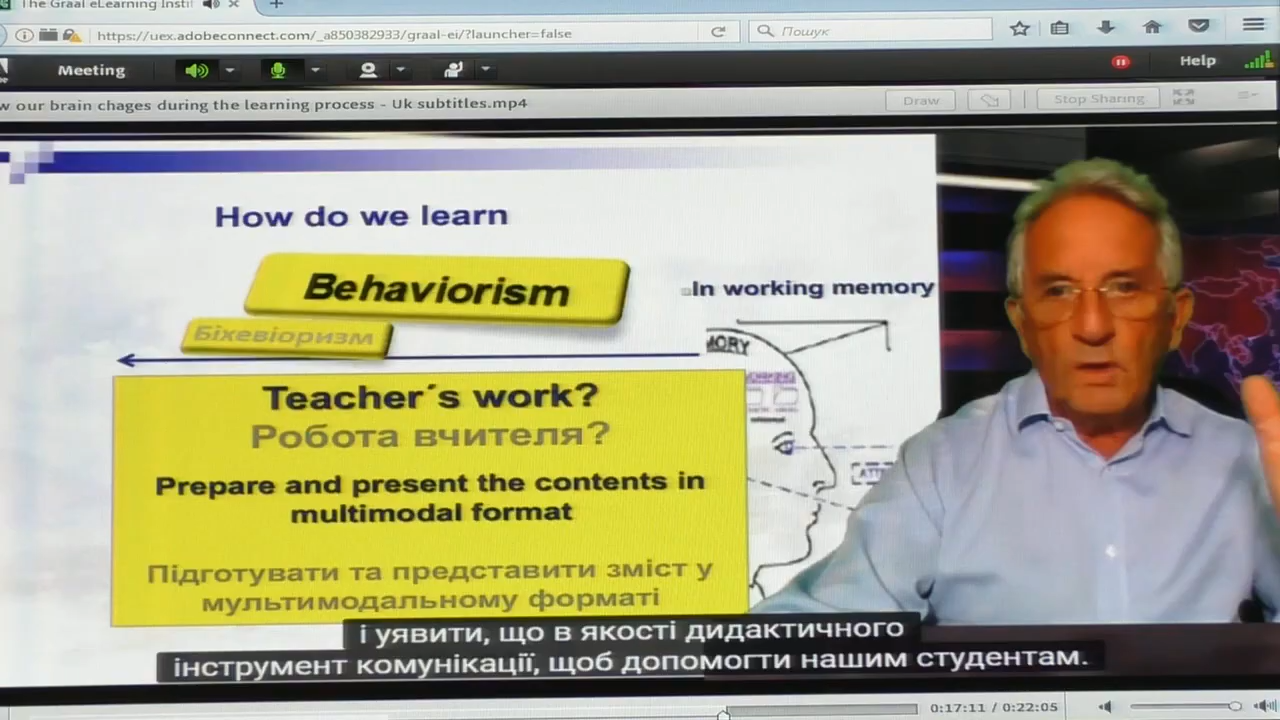 The Graal eLearning Insti
https://uex.adobeconnect.com/_a850382933/graal-ei/?launcher=false
Пошук
Meeting
Help
our brain chages during the learning process - Uk subtitles.mp4
Draw
Stop Sharing
How do we learn
Behaviorism
Біхевіоризм
In working memory
Teacher´s work?
Робота вчителя?
Prepare and present the contents in
multimodal format
Підготувати та представити зміст у
мультимодальному форматі
і уявити, що в якості дидактичного
інструмент комунікації, щоб допомогти нашим студентам.
0:17:11 / 0:22:05